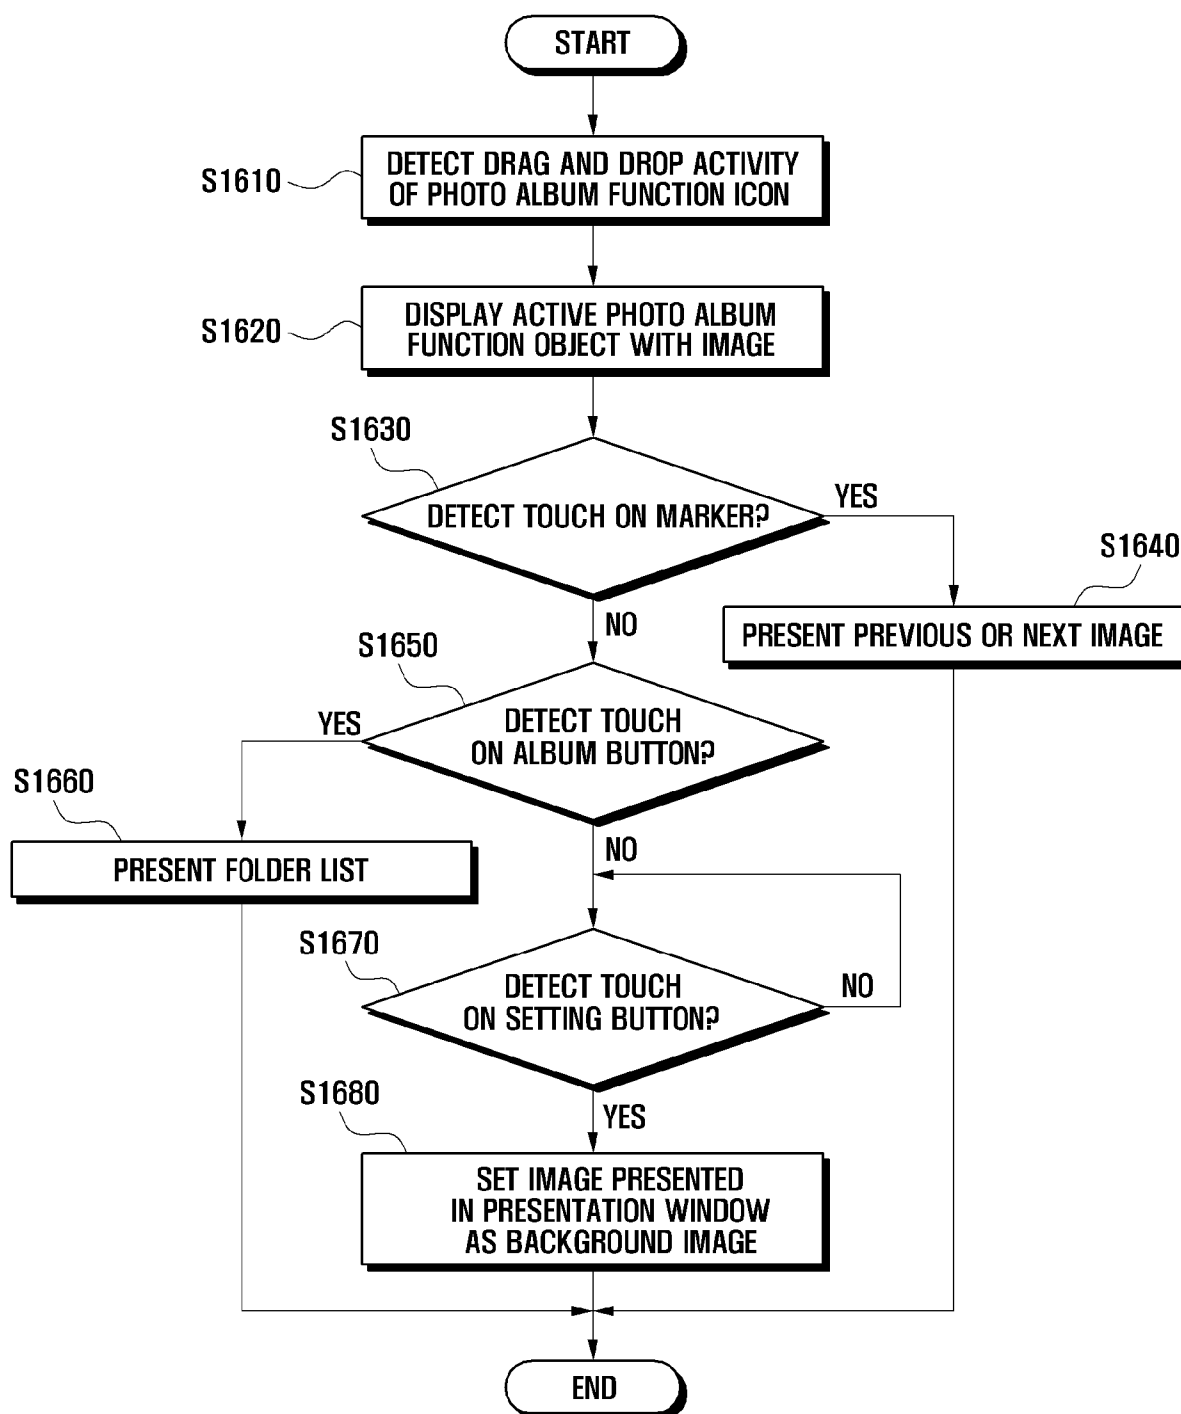 START
S1610
DETECT DRAG AND DROP ACTIVITY
OF PHOTO ALBUM FUNCTION ICON
S1620
DISPLAY ACTIVE PHOTO ALBUM
FUNCTION OBJECT WITH IMAGE
S1630
DETECT TOUCH ON MARKER?
YES
S1640
PRESENT PREVIOUS OR NEXT IMAGE
NO
S1650
DETECT TOUCH
ON ALBUM BUTTON?
YES
S1660
PRESENT FOLDER LIST
NO
S1670
DETECT TOUCH
ON SETTING BUTTON?
NO
YES
S1680
SET IMAGE PRESENTED
IN PRESENTATION WINDOW
AS BACKGROUND IMAGE
END